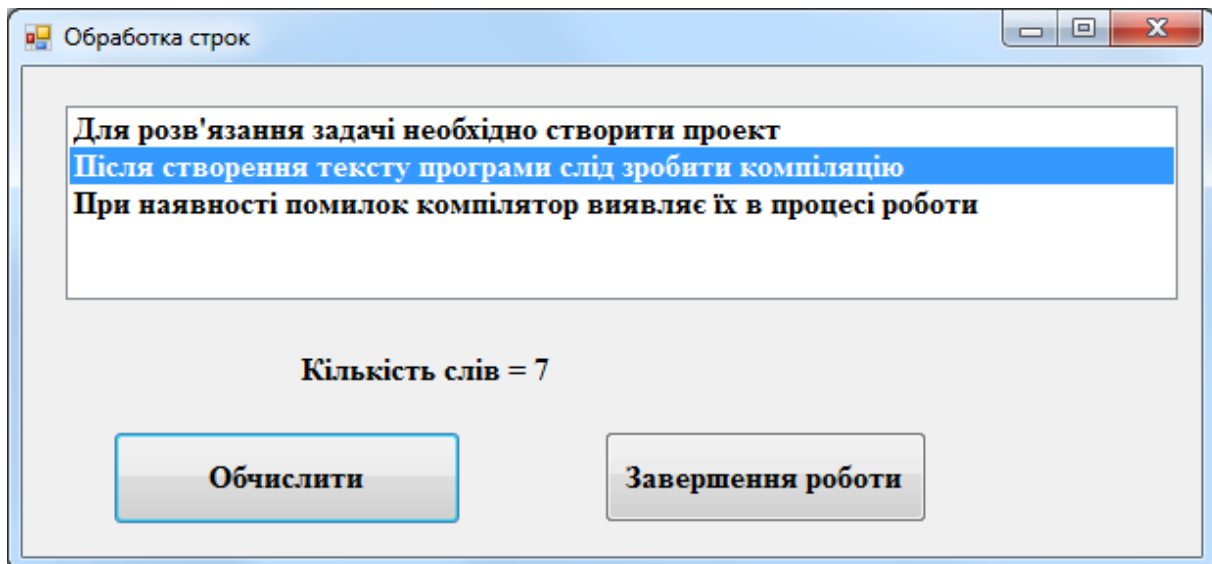 Обработка строк
Для розв'язання задачі необхідно створити проект
Після створення тексту програми слід зробити компіляцію
При наявності помилок компілятор виявляє їх в процесі роботи
Кількість слів = 7
Обчислити
Завершення роботи